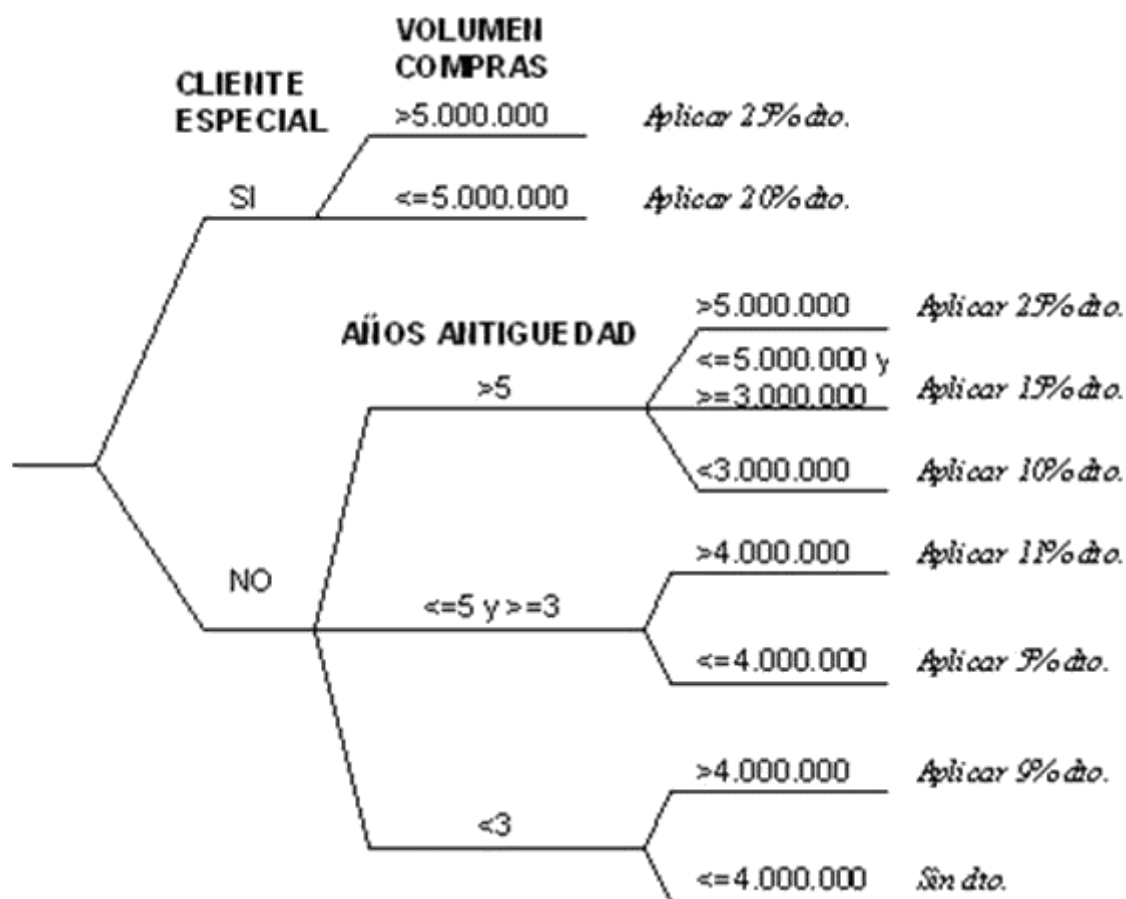 VOLUMEN
COMPRAS
CLIENTE
ESPECIAL
>5.000.000 Aplicar 25% dto.
SI
<=5.000.000 Aplicar 20% dto.
>5.000.000 Aplicar 25% dto.
AÑOS ANTIGUEDAD
<=5.000.000 y
>5
>=3.000.000 Aplicar 15% dto.
<3.000.000 Aplicar 10% dto.
>4.000.000 Aplicar 11% dto.
NO
<=5 y >=3
<=4.000.000 Aplicar 5% dto.
>4.000.000 Aplicar 9% dto.
<3
<=4.000.000 Sin dto.